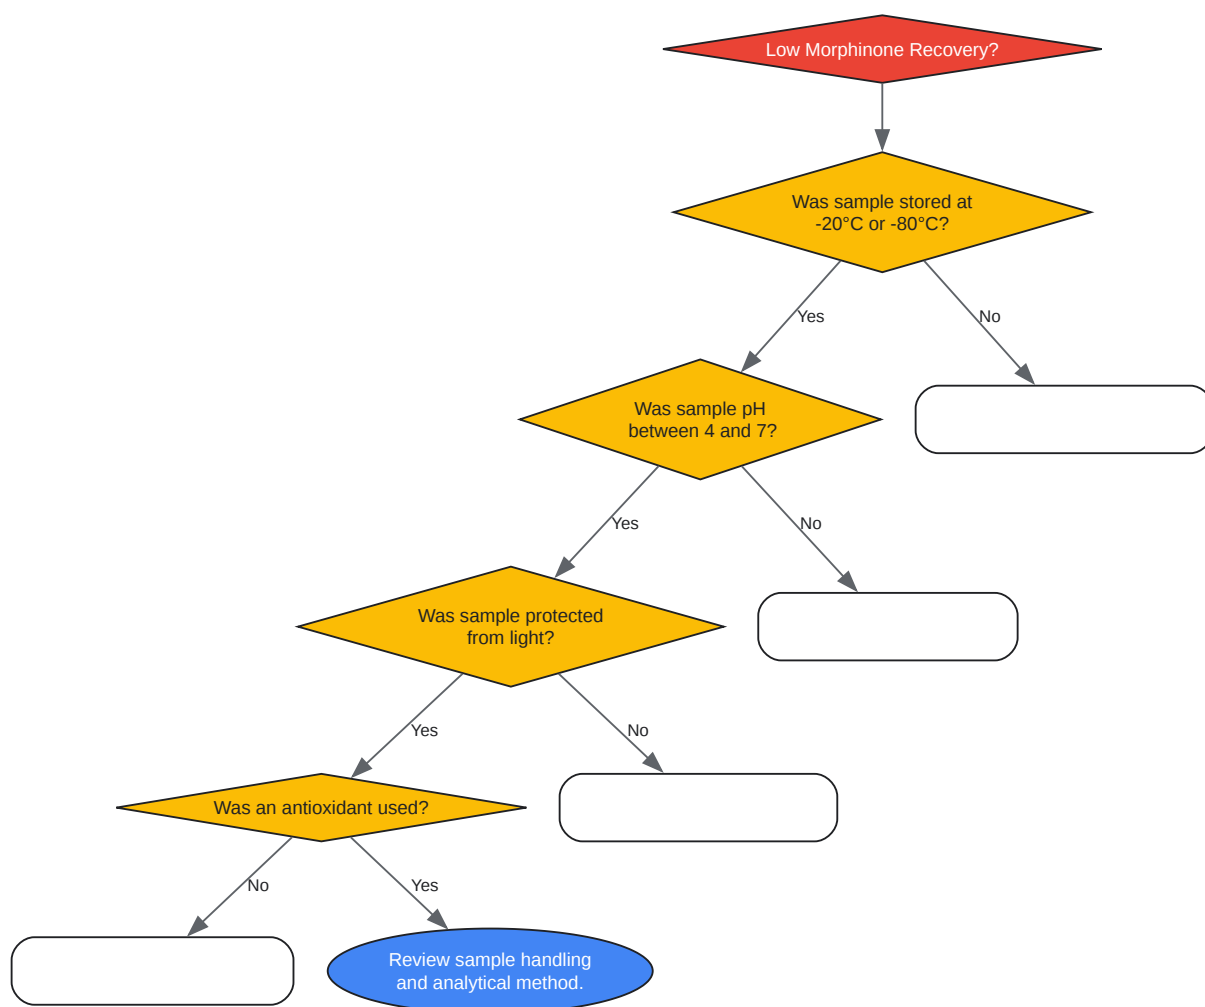 Low Morphinone Recovery?
Was sample stored at
-20°C or -80°C?
Yes
No
Was sample pH
between 4 and 7?
Yes
No
Was sample protected
from light?
Yes
No
Was an antioxidant used?
No
Yes
Review sample handling
and analytical method.